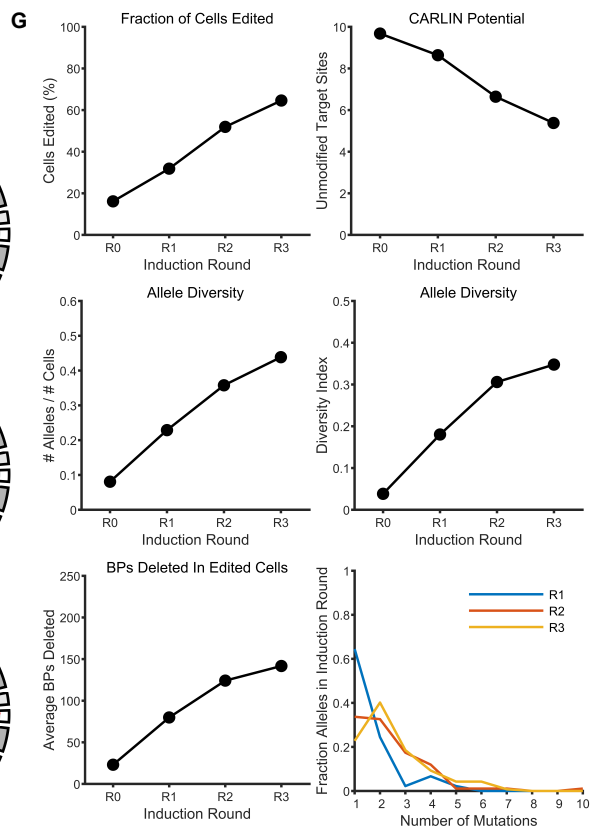 G
Fraction of Cells Edited
Cells Edited (%)
100
80
60
40
20
0
R0 R1 R2 R3
Induction Round
CARLIN Potential
Unmodified Target Sites
10
8
6
4
2
0
R0 R1 R2 R3
Induction Round
Allele Diversity
# Alleles / # Cells
0.6
0.5
0.4
0.3
0.2
0.1
0
R0 R1 R2 R3
Induction Round
Allele Diversity
Diversity Index
0.5
0.4
0.3
0.2
0.1
0
R0 R1 R2 R3
Induction Round
BPs Deleted In Edited Cells
Average BPs Deleted
250
200
150
100
50
0
R0 R1 R2 R3
Induction Round
Fraction Alleles in Induction Round
1
0.8
0.6
0.4
0.2
0
R1
R2
R3
1 2 3 4 5 6 7 8 9 10
Number of Mutations